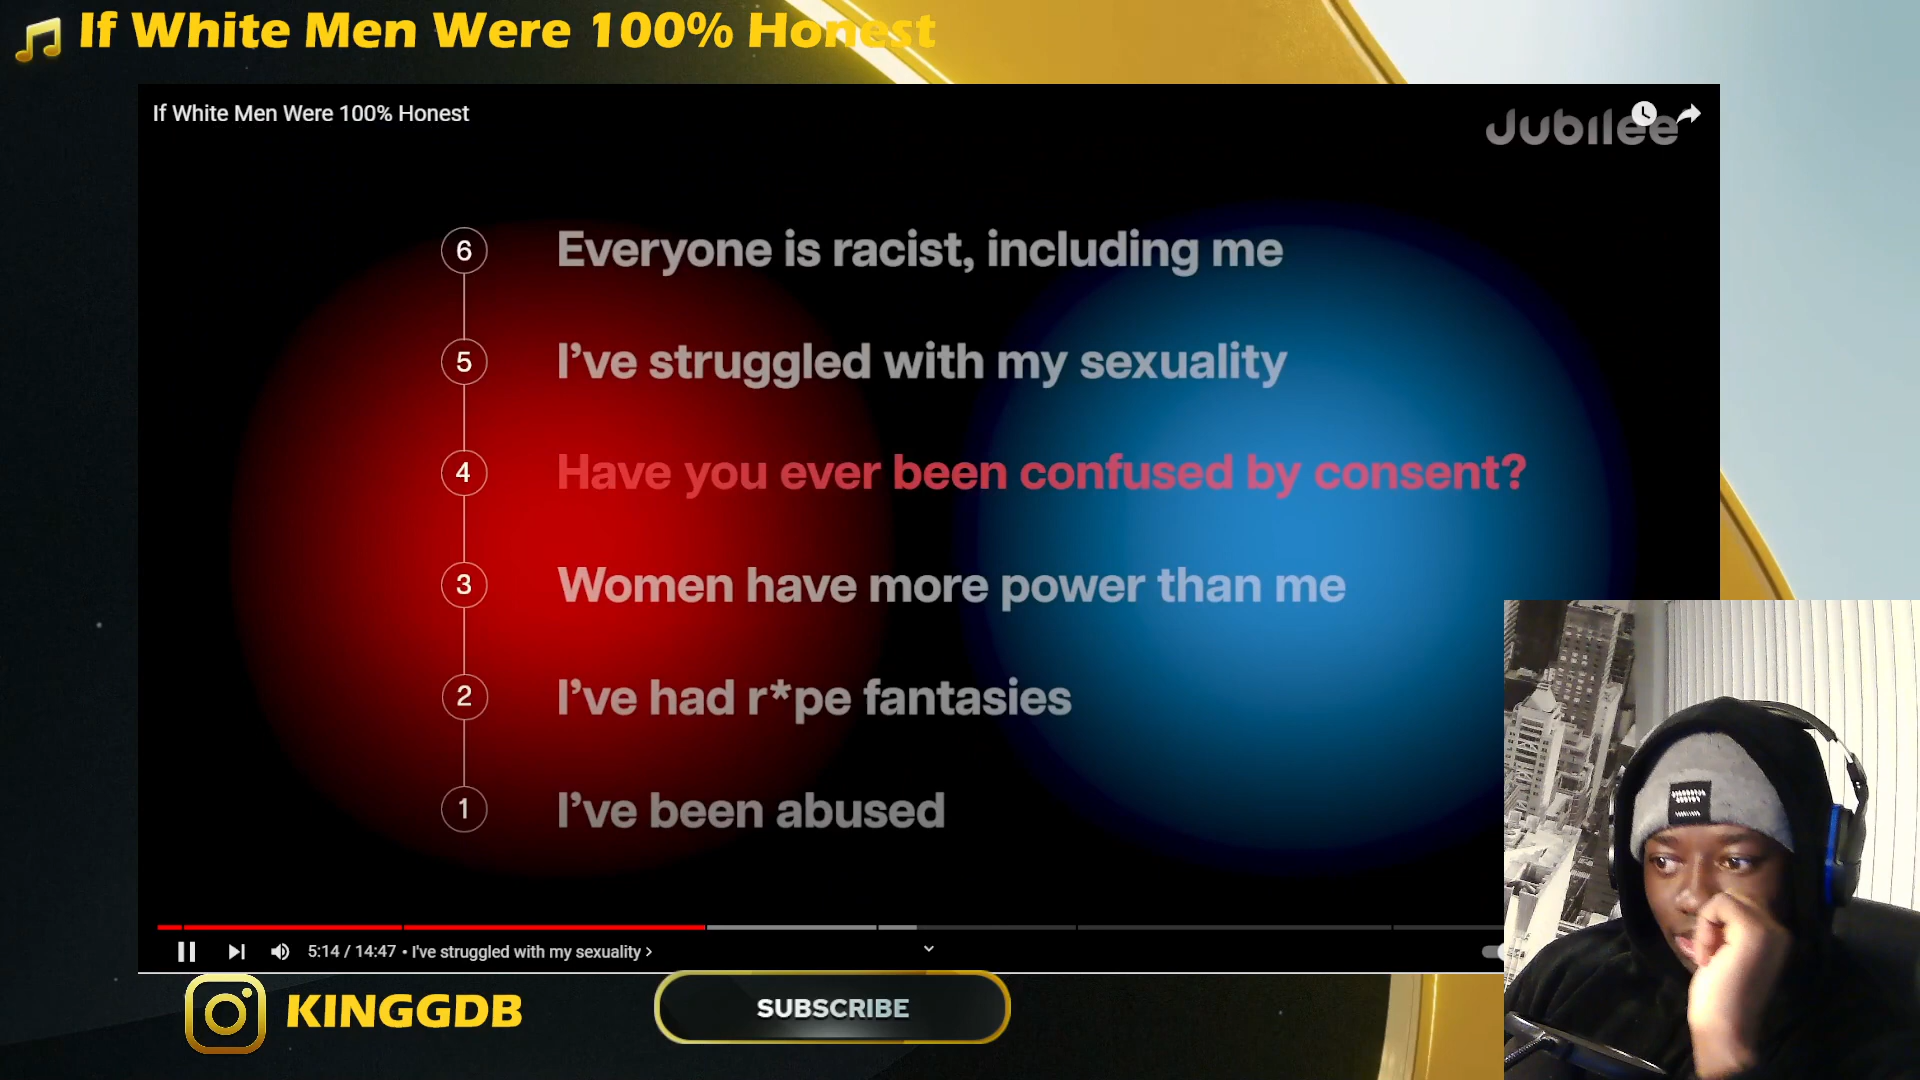 If White Men Were 100% Honest
If White Men Were 100% Honest
Jubilee
6 Everyone is racist, including me
5 I've struggled with my sexuality
4 Have you ever been confused by consent?
3 Women have more power than me
2 I've had r*pe fantasies
1 I've been abused
5:14 / 14:47 • I've struggled with my sexuality >
KINGGDB
SUBSCRIBE